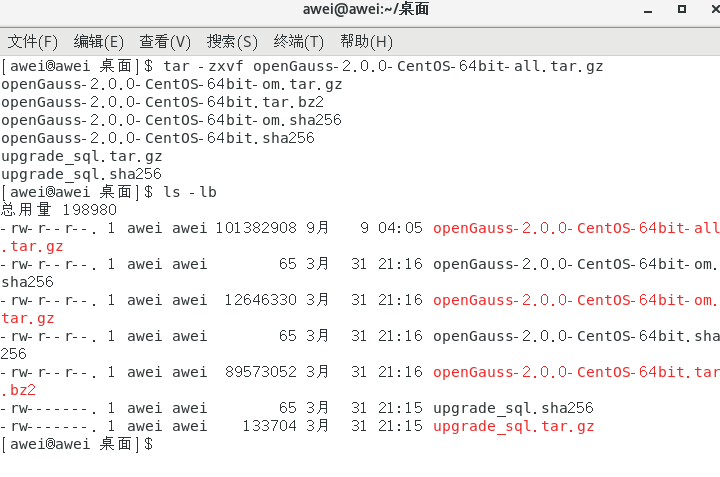 awei@awei:~/桌面
文件(F) 编辑(E) 查看(V) 搜索(S) 终端(T) 帮助(H)
[awei@awei 桌面]$ tar -zxvf openGauss-2.0.0-CentOS-64bit-all.tar.gz
openGauss-2.0.0-CentOS-64bit-om.tar.gz
openGauss-2.0.0-CentOS-64bit.tar.bz2
openGauss-2.0.0-CentOS-64bit-om.sha256
openGauss-2.0.0-CentOS-64bit.sha256
upgrade_sql.tar.gz
upgrade_sql.sha256
[awei@awei 桌面]$ ls -lb
总用量 198980
-rw-r--r--. 1 awei awei 101382908 9月   9 04:05 openGauss-2.0.0-CentOS-64bit-all
.tar.gz
-rw-r--r--. 1 awei awei        65 3月  31 21:16 openGauss-2.0.0-CentOS-64bit-om.
sha256
-rw-r--r--. 1 awei awei  12646330 3月  31 21:16 openGauss-2.0.0-CentOS-64bit-om.
tar.gz
-rw-r--r--. 1 awei awei        65 3月  31 21:16 openGauss-2.0.0-CentOS-64bit.sha
256
-rw-r--r--. 1 awei awei  89573052 3月  31 21:16 openGauss-2.0.0-CentOS-64bit.tar
.bz2
-rw-------. 1 awei awei        65 3月  31 21:15 upgrade_sql.sha256
-rw-------. 1 awei awei    133704 3月  31 21:15 upgrade_sql.tar.gz
[awei@awei 桌面]$